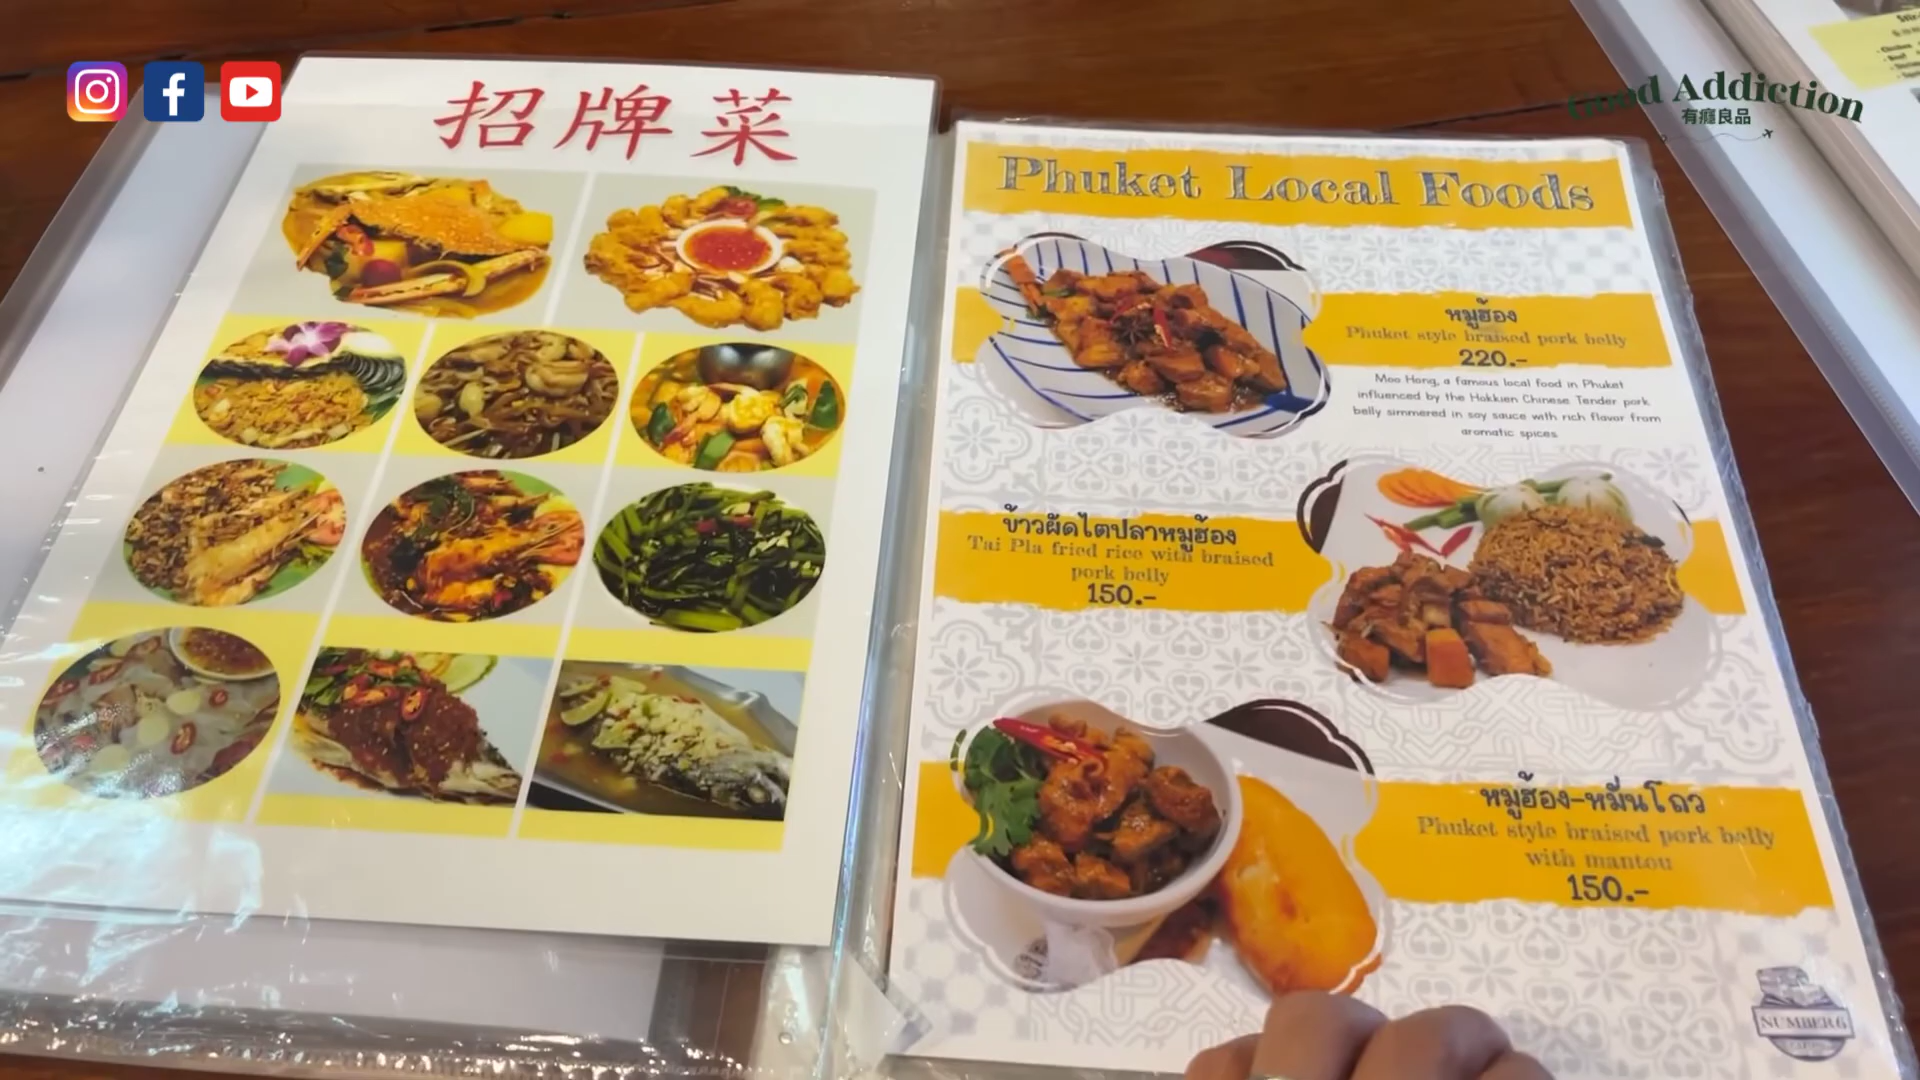 招牌菜
Good Addiction
有癮良品
Phuket Local Foods
หมูฮ้อง
Phuket style braised pork belly
220.-
Moo Hong, a famous local food in Phuket
influenced by the Hokkien Chinese Tender pork
belly simmered in soy sauce with rich flavor from
aromatic spices
ข้าวผัดไตปลาหมูฮ้อง
Tai Pla fried rice with braised
pork belly
150.-
หมูฮ้อง-หมั่นโถว
Phuket style braised pork belly
with mantou
150.-
NUMBER6